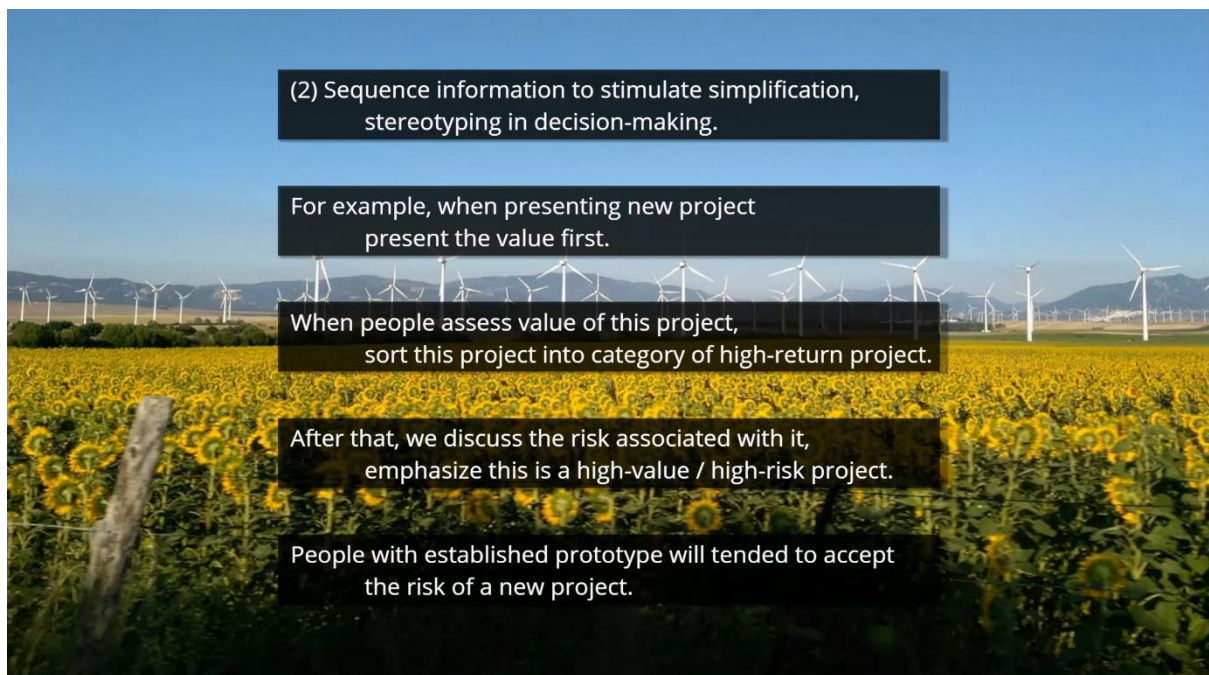 (2) Sequence information to stimulate simplification,
stereotyping in decision-making.
For example, when presenting new project
present the value first.
When people assess value of this project,
sort this project into category of high-return project.
After that, we discuss the risk associated with it,
emphasize this is a high-value / high-risk project.
People with established prototype will tended to accept
the risk of a new project.